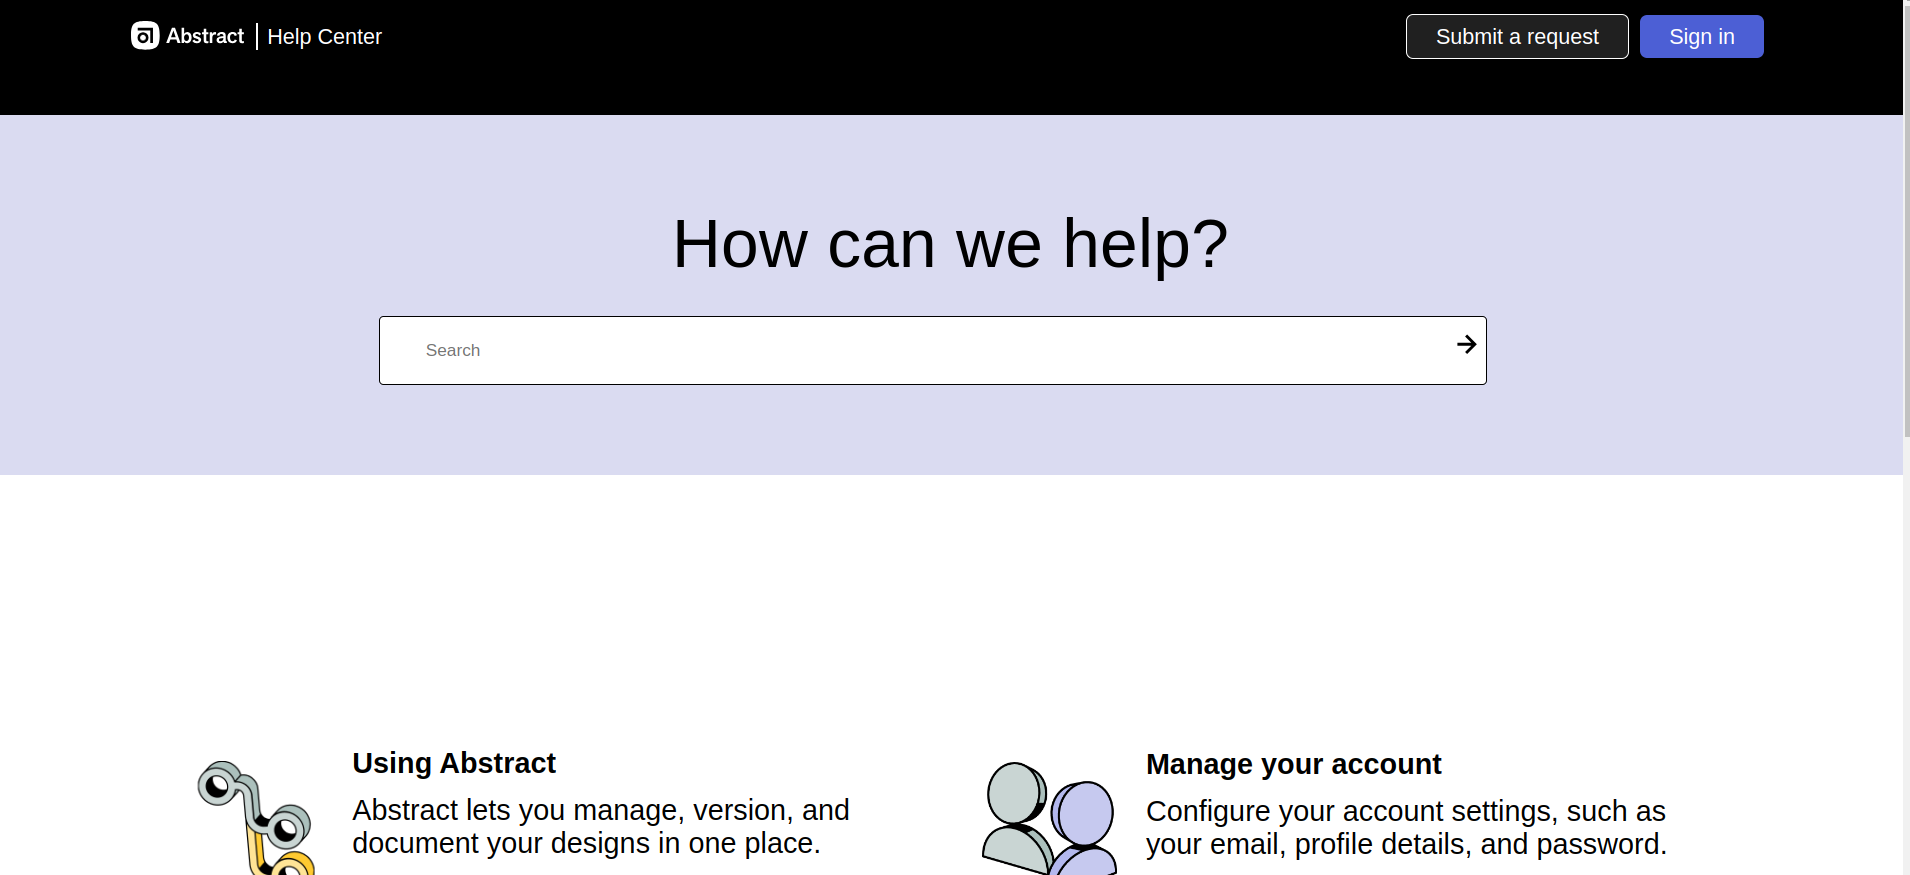 Abstract Help Center
Submit a request
Sign in
How can we help?
Search
Using Abstract
Abstract lets you manage, version, and
document your designs in one place.
Manage your account
Configure your account settings, such as
your email, profile details, and password.